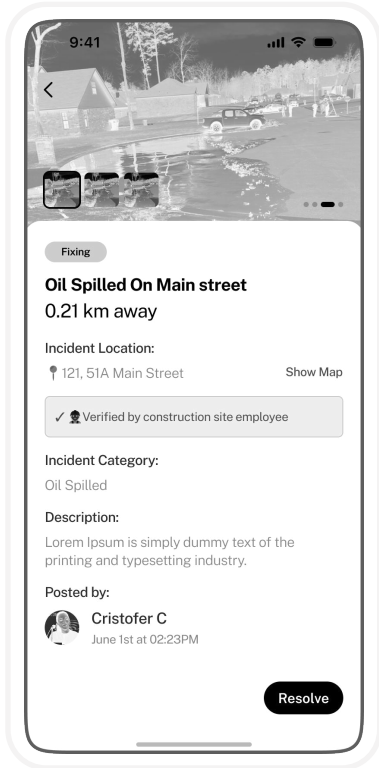 9:41
Fixing
Oil Spilled On Main street
0.21 km away
Incident Location:
121, 51A Main Street
Show Map
✓ Verified by construction site employee
Incident Category:
Oil Spilled
Description:
Lorem Ipsum is simply dummy text of the
printing and typesetting industry.
Posted by:
Cristofer C
June 1st at 02:23PM
Resolve